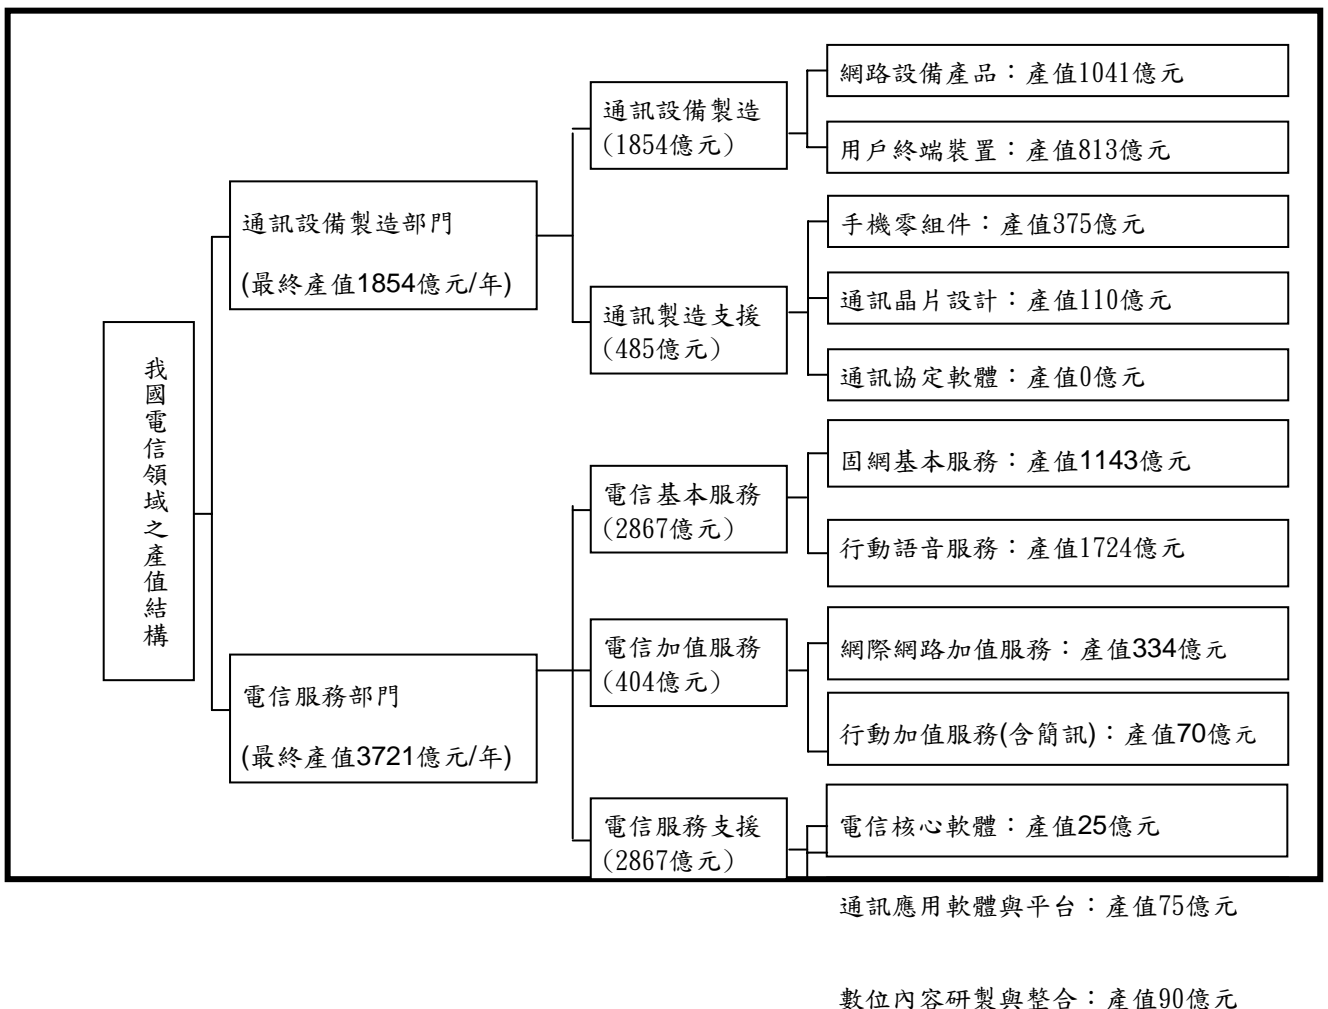 我國電信領域之產值結構
通訊設備製造部門
(最終產值1854億元/年)
通訊設備製造
(1854億元)
網路設備產品：產值1041億元
用戶終端裝置：產值813億元
通訊製造支援
(485億元)
手機零組件：產值375億元
通訊晶片設計：產值110億元
通訊協定軟體：產值0億元
電信服務部門
(最終產值3721億元/年)
電信基本服務
(2867億元)
固網基本服務：產值1143億元
行動語音服務：產值1724億元
電信加值服務
(404億元)
網際網路加值服務：產值334億元
行動加值服務(含簡訊)：產值70億元
電信服務支援
(2867億元)
電信核心軟體：產值25億元
通訊應用軟體與平台：產值75億元
數位內容研製與整合：產值90億元